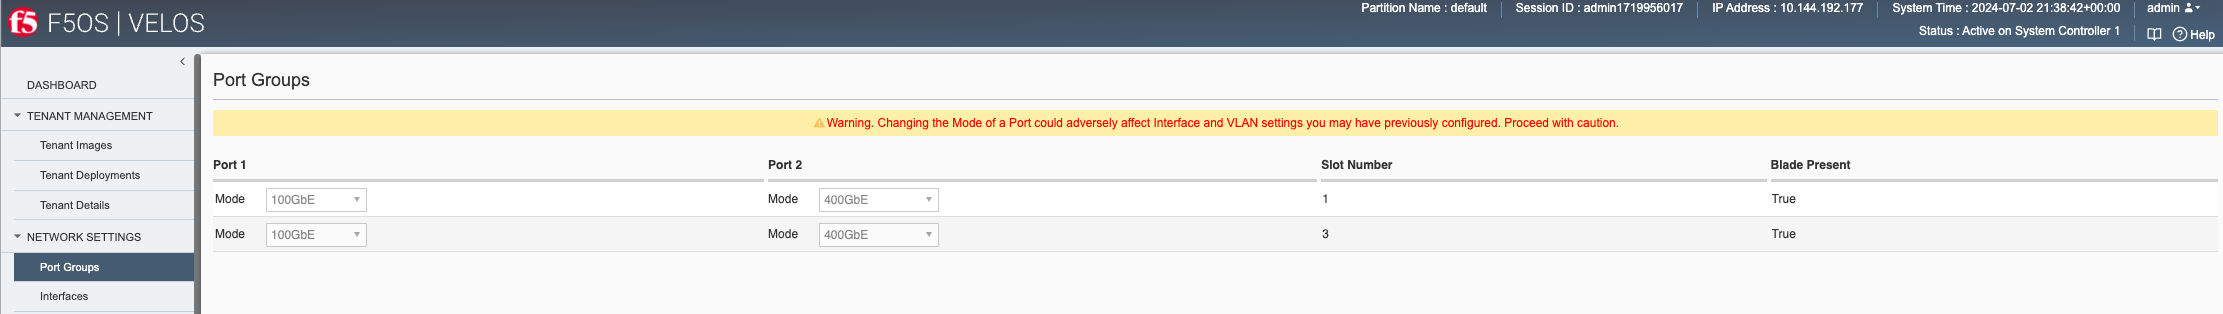 f5 F5OS | VELOS
Partition Name : default
Session ID : admin1719956017
IP Address : 10.144.192.177
System Time : 2024-07-02 21:38:42+00:00
admin
Status : Active on System Controller 1
Help
DASHBOARD
TENANT MANAGEMENT
Tenant Images
Tenant Deployments
Tenant Details
NETWORK SETTINGS
Port Groups
Interfaces
Port Groups
Warning. Changing the Mode of a Port could adversely affect Interface and VLAN settings you may have previously configured. Proceed with caution.
Port 1 Port 2 Slot Number Blade Present
Mode 100GbE Mode 400GbE 1 True
Mode 100GbE Mode 400GbE 3 True